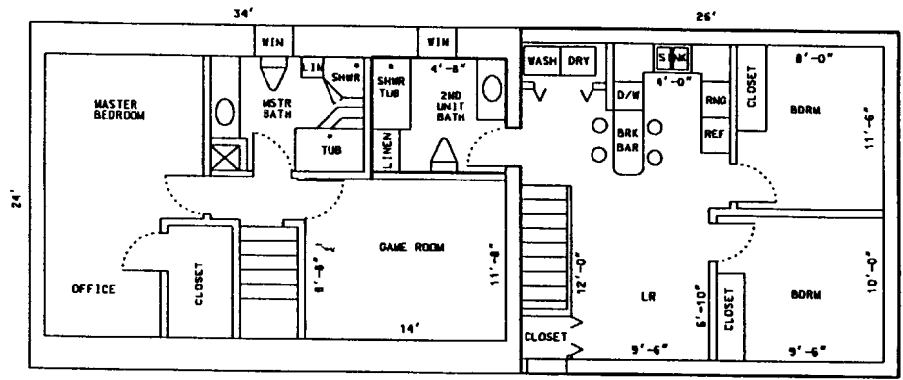 34'
26'
WIN
WIN
LIN
SHWR
MSTR
BATH
TUB
MASTER
BEDROOM
SHWR
TUB
4'-8"
2ND
UNIT
BATH
LINEN
WASH
DRY
SINK
D/W
RNG
REF
BRK
BAR
CLOSET
8'-0"
BDRM
11'-6"
24'
OFFICE
CLOSET
GAME ROOM
11'-8"
14'
12'-0"
LR
6'-10"
CLOSET
9'-6"
CLOSET
BDRM
10'-0"
9'-6"